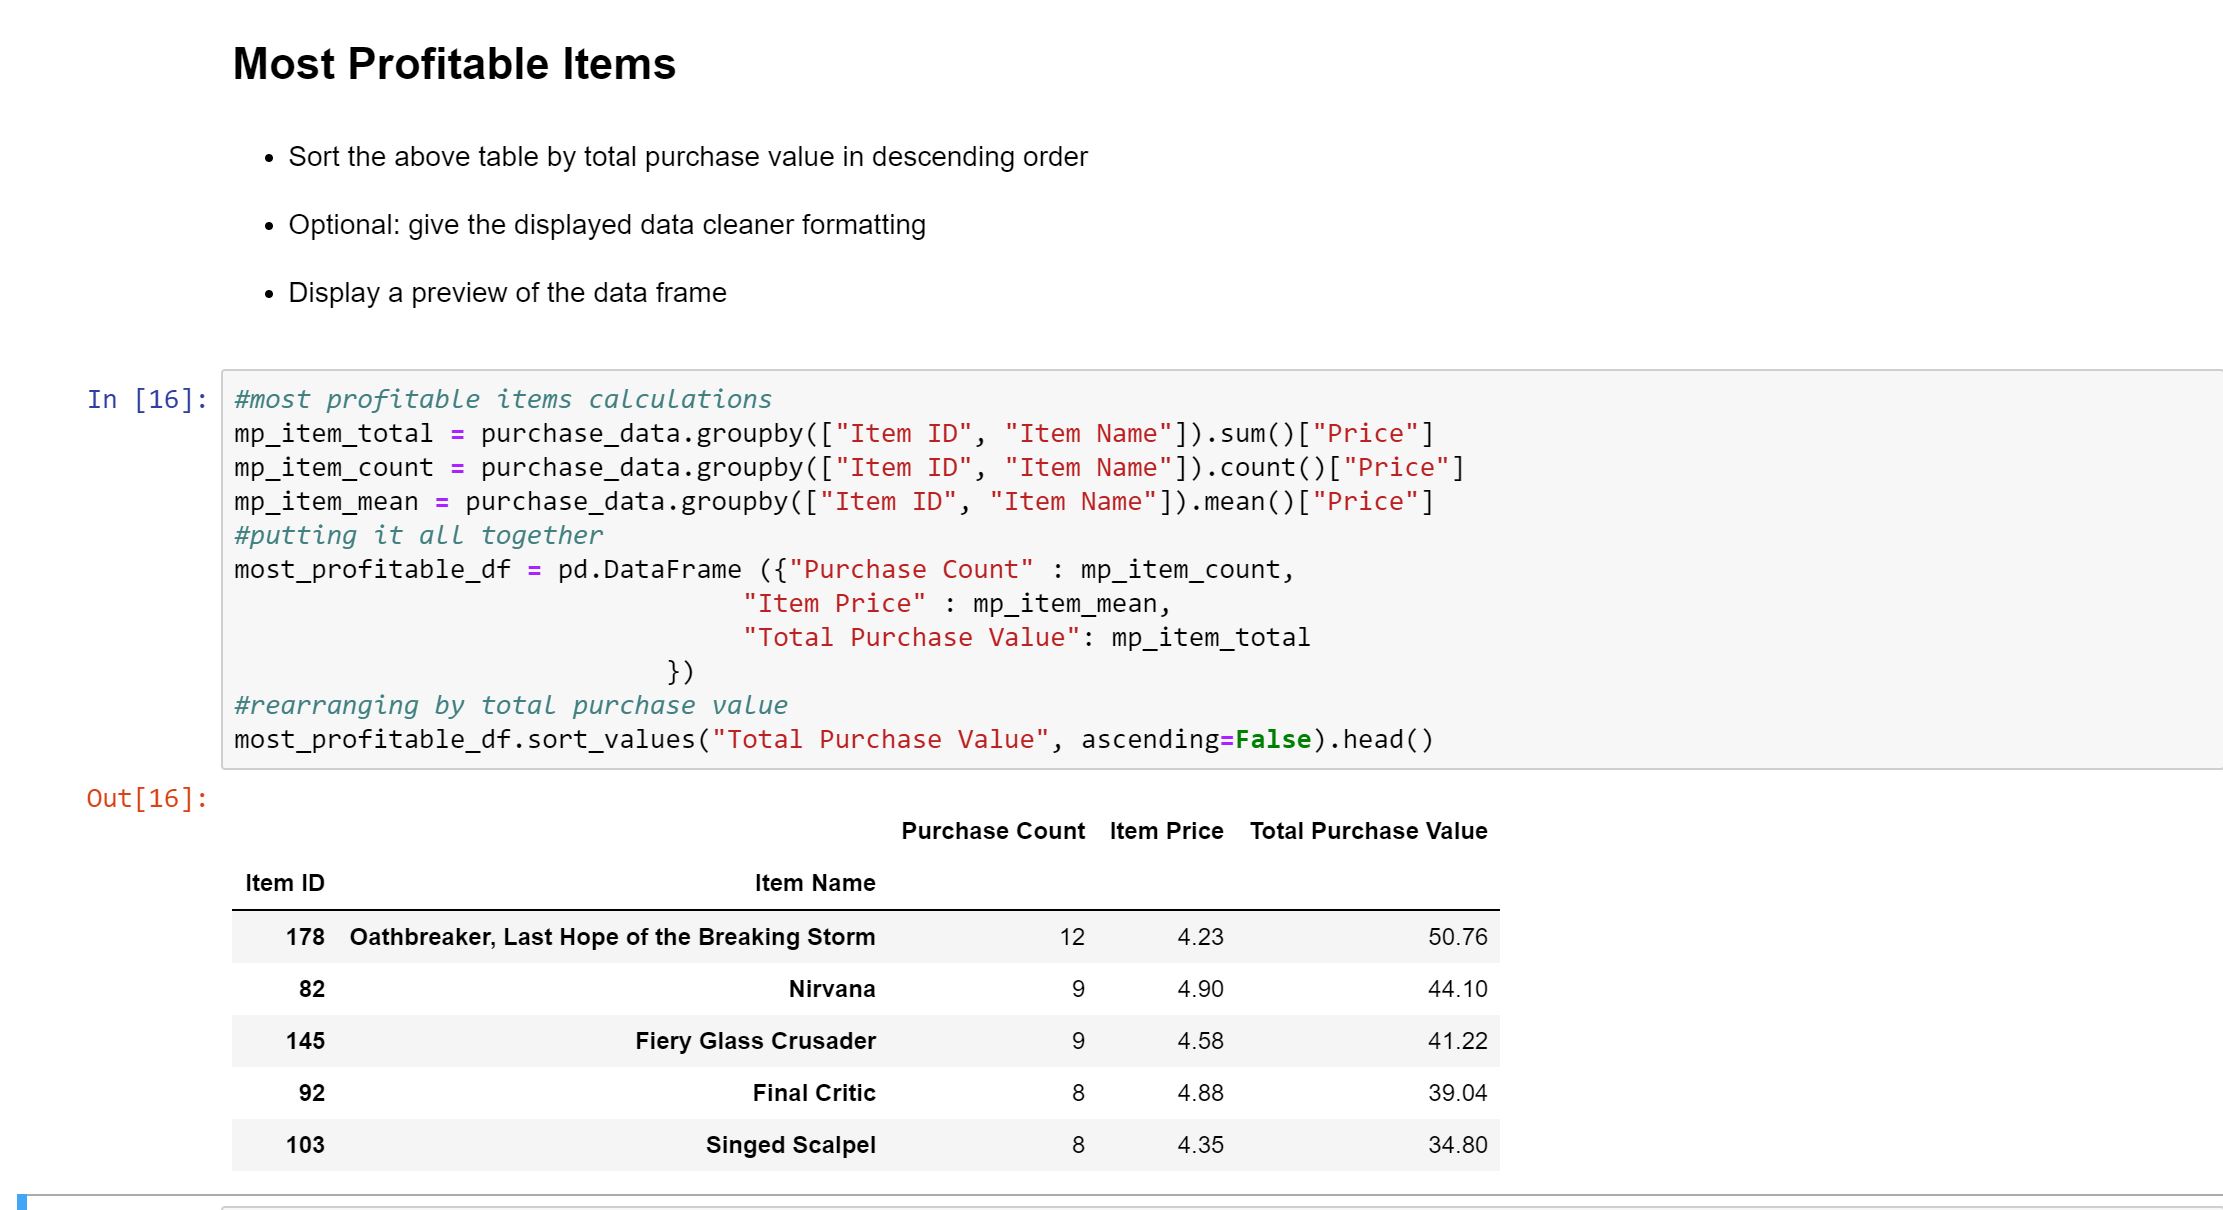 Most Profitable Items
• Sort the above table by total purchase value in descending order
• Optional: give the displayed data cleaner formatting
• Display a preview of the data frame
In [16]:
#most profitable items calculations
mp_item_total = purchase_data.groupby(["Item ID", "Item Name"]).sum()["Price"]
mp_item_count = purchase_data.groupby(["Item ID", "Item Name"]).count()["Price"]
mp_item_mean = purchase_data.groupby(["Item ID", "Item Name"]).mean()["Price"]
#putting it all together
most_profitable_df = pd.DataFrame ({"Purchase Count" : mp_item_count,
"Item Price" : mp_item_mean,
"Total Purchase Value": mp_item_total
})
#rearranging by total purchase value
most_profitable_df.sort_values("Total Purchase Value", ascending=False).head()
Out[16]:
Purchase Count Item Price Total Purchase Value
Item ID Item Name
178 Oathbreaker, Last Hope of the Breaking Storm 12 4.23 50.76
82 Nirvana 9 4.90 44.10
145 Fiery Glass Crusader 9 4.58 41.22
92 Final Critic 8 4.88 39.04
103 Singed Scalpel 8 4.35 34.80